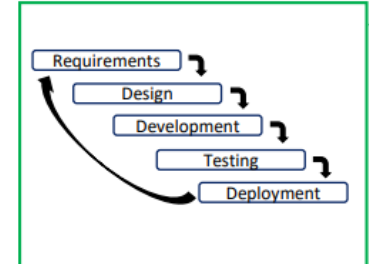 Requirements
Design
Development
Testing
Deployment